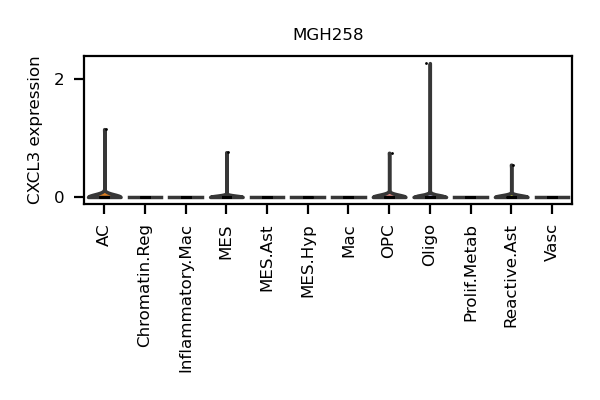 MGH258
CXCL3 expression
2
0
AC
Chromatin.Reg
Inflammatory.Mac
MES
MES.Ast
MES.Hyp
Mac
OPC
Oligo
Prolif.Metab
Reactive.Ast
Vasc